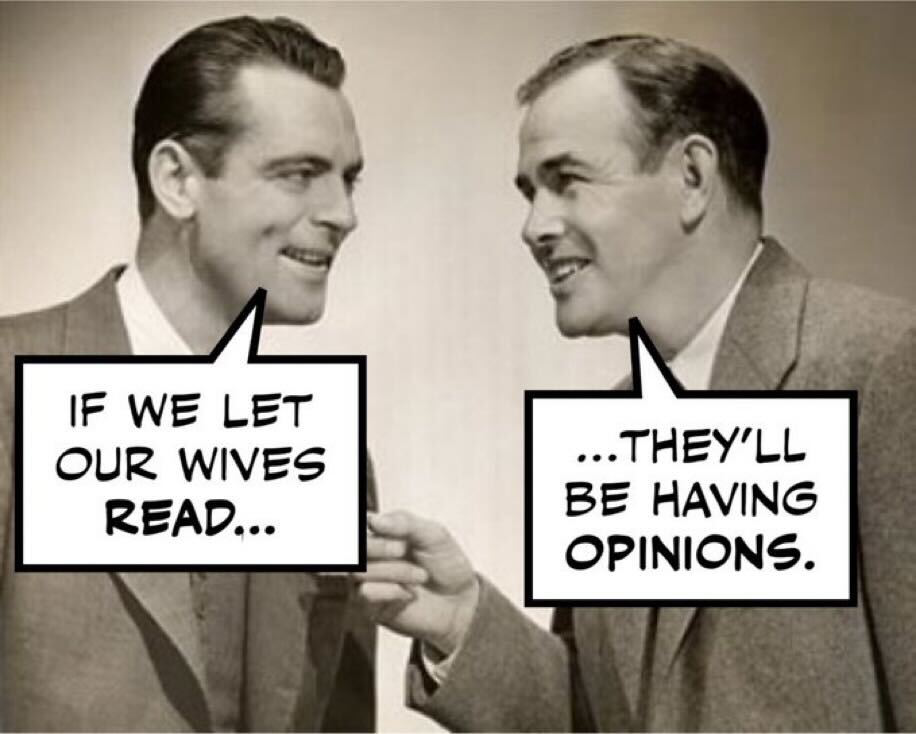 IF WE LET
OUR WIVES
READ...
...THEY'LL
BE HAVING
OPINIONS.